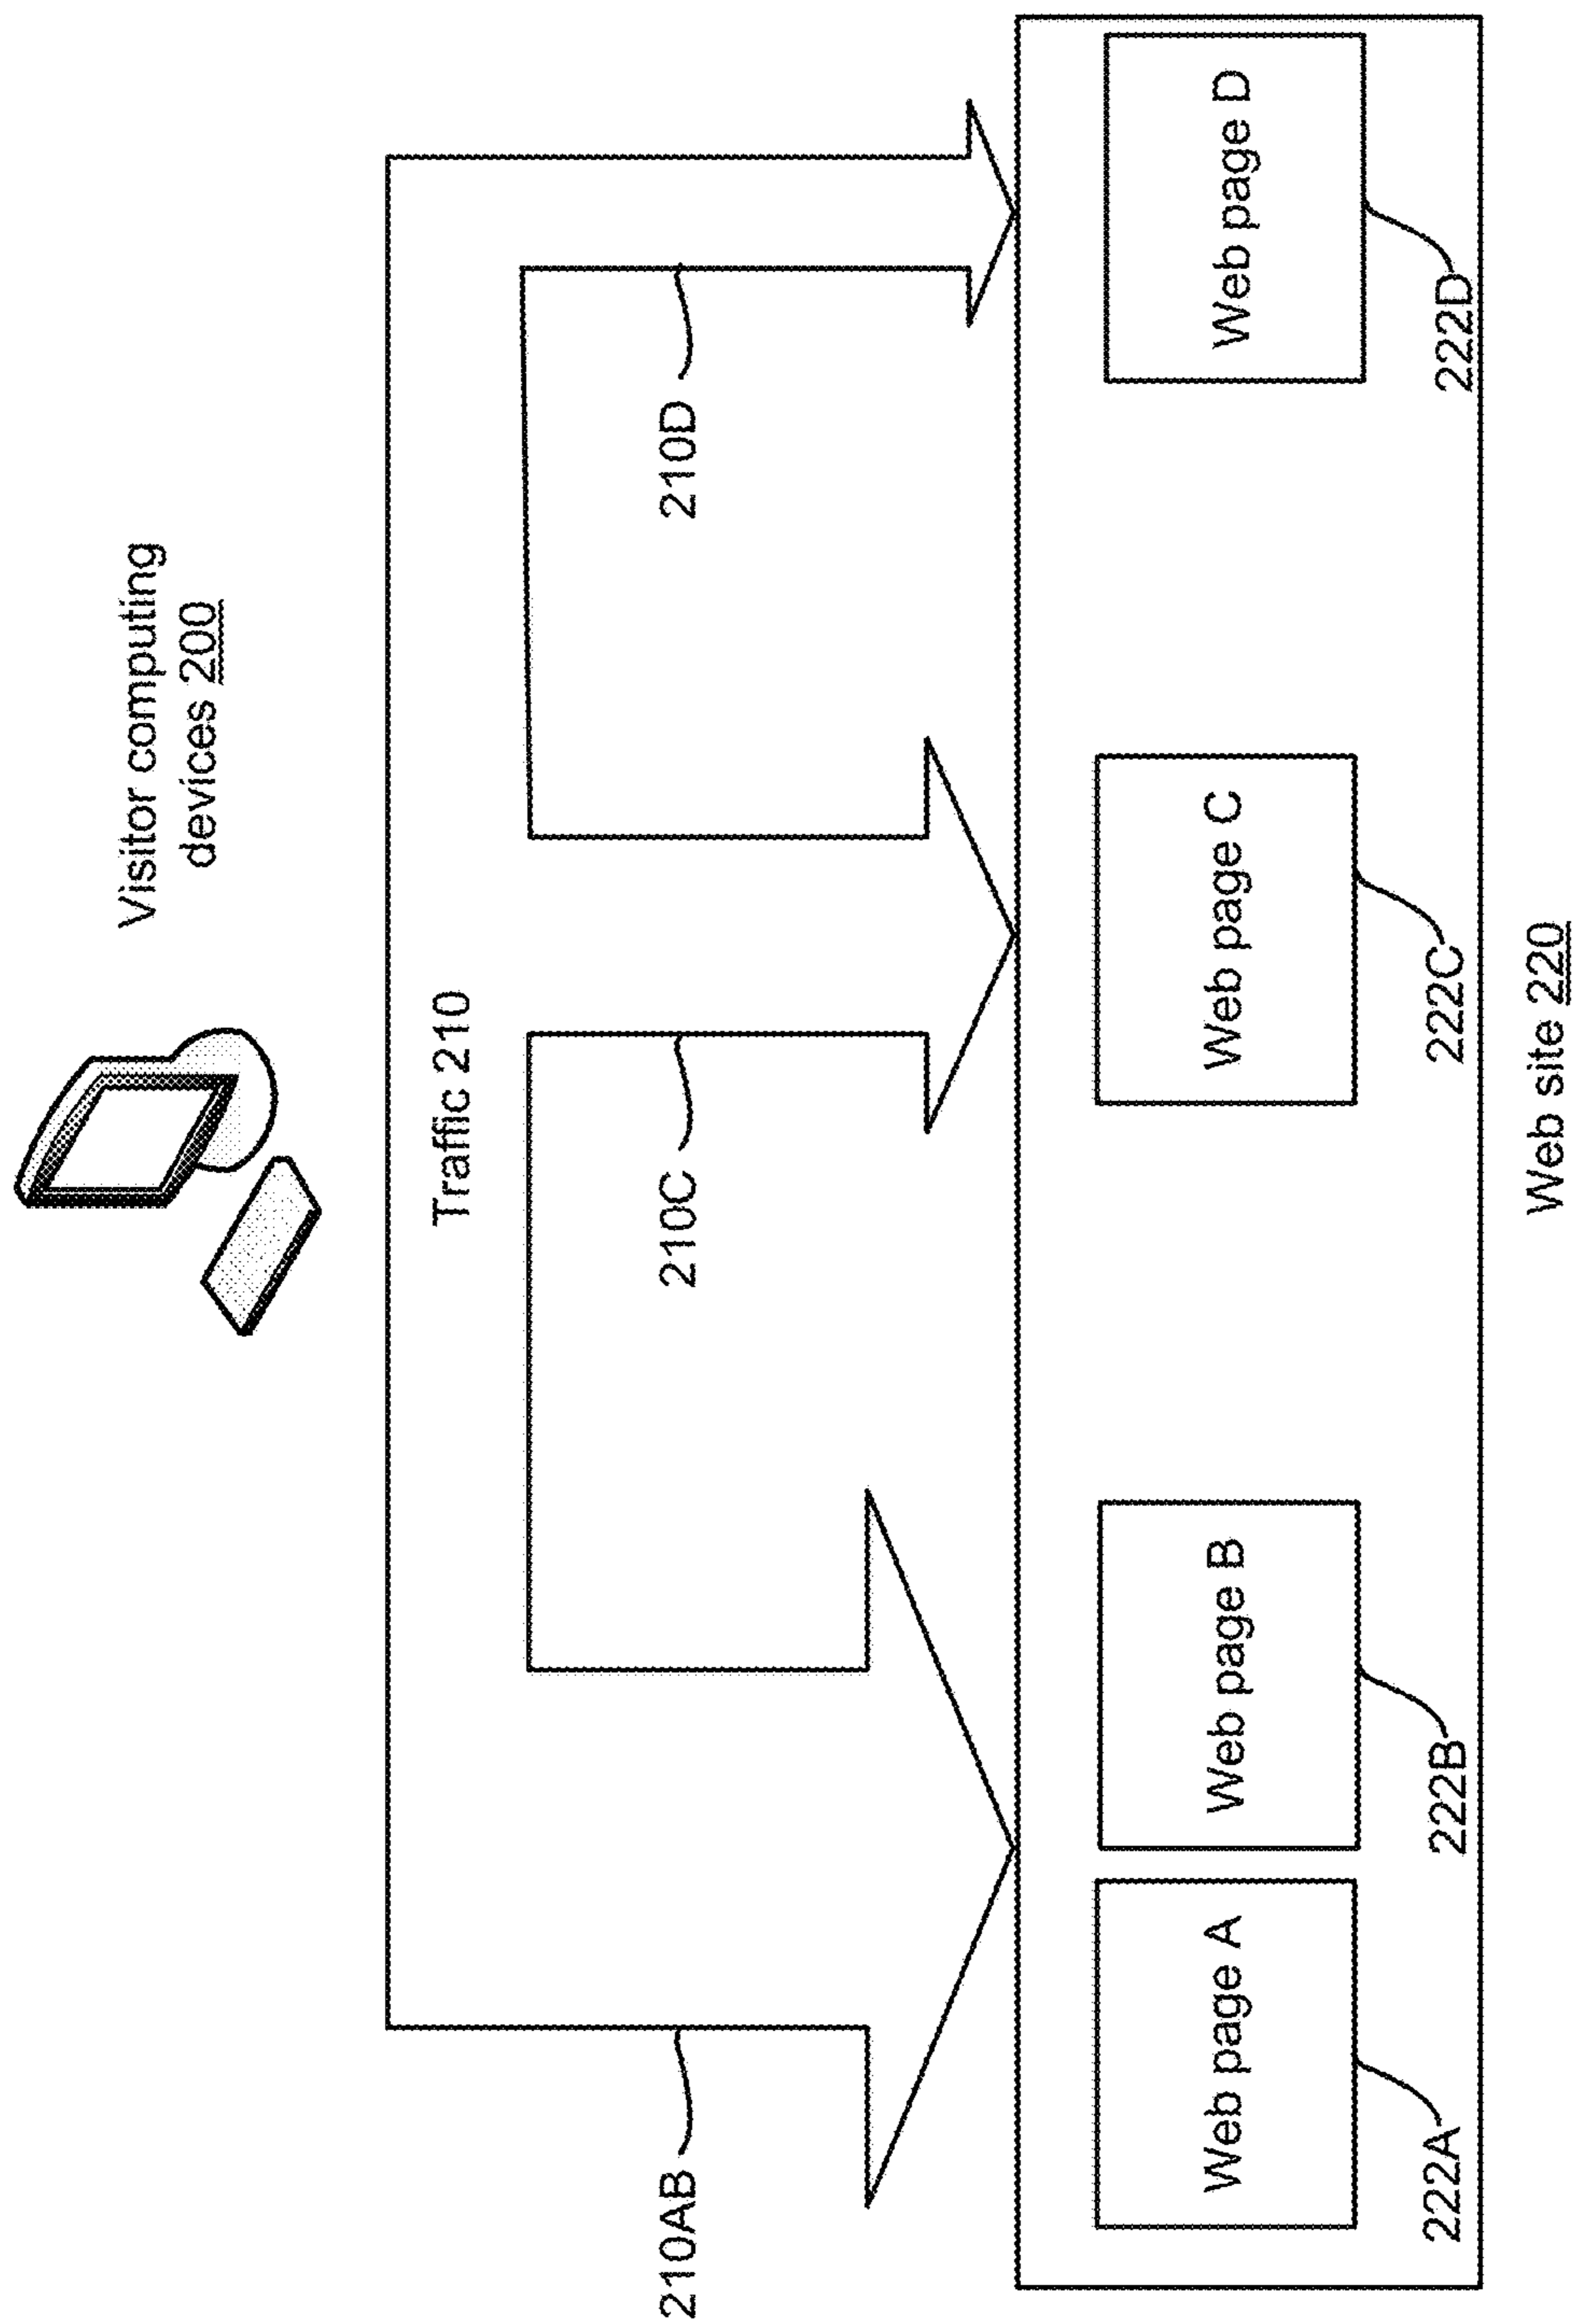 Visitor computing
devices 200
Traffic 210
210AB
210C
210D
Web page A
Web page B
Web page C
Web page D
222A
222B
222C
222D
Web site 220